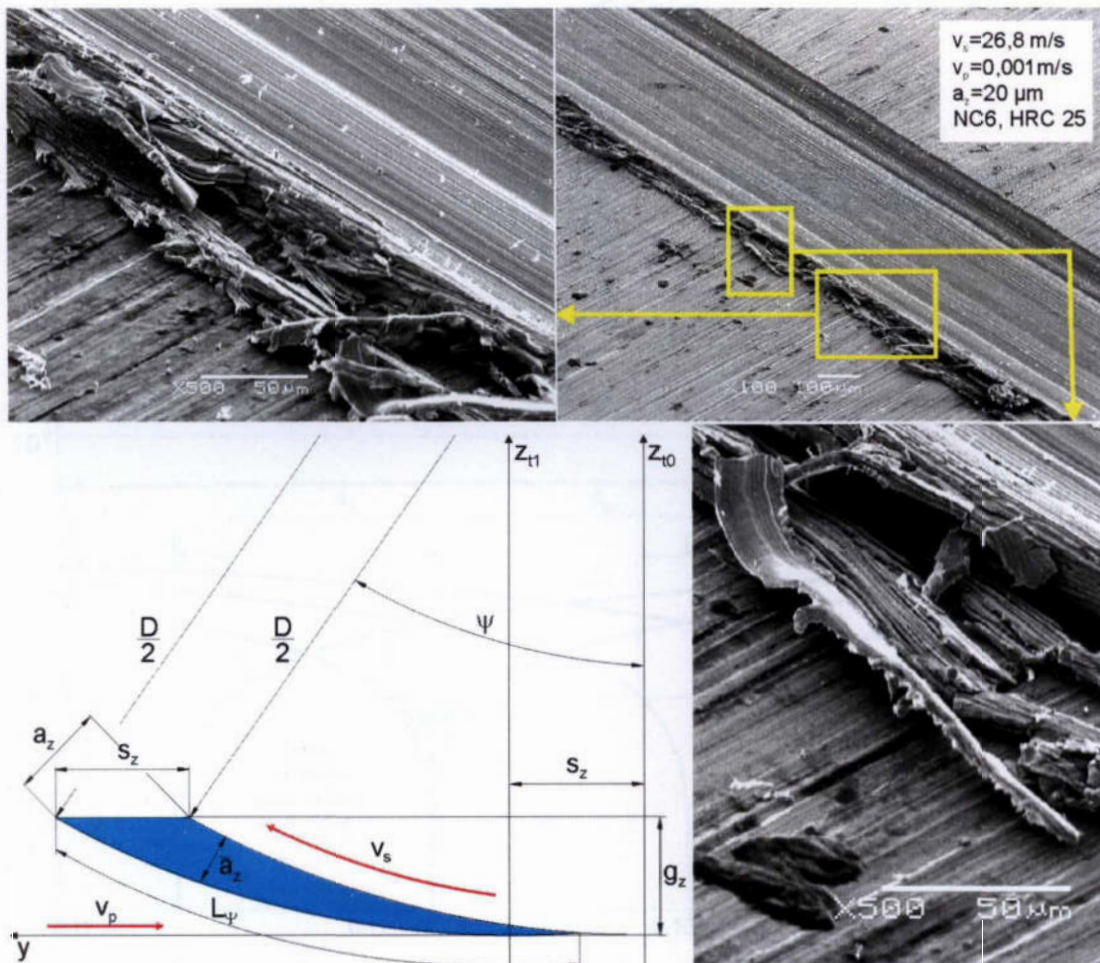 vs=26,8 m/s
vp=0,001m/s
az=20 µm
NC6, HRC 25
X500 50µm
X100 100µm
zt1
zt0
D
2
D
2
Ψ
az
sz
sz
vs
az
gz
vp
LΨ
y
X500 50µm